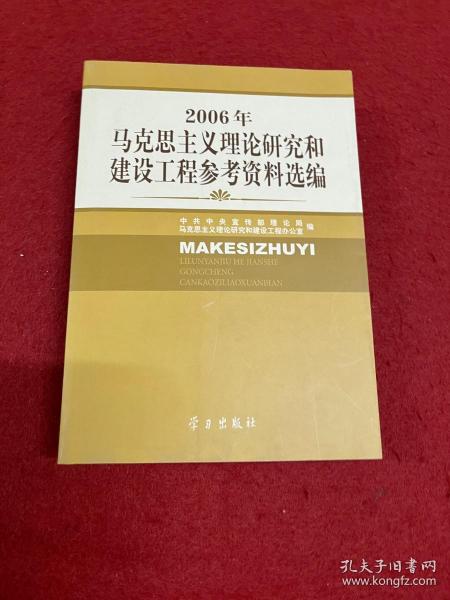 2006年
马克思主义理论研究和
建设工程参考资料选编
中共中央宣传部理论局
马克思主义理论研究和建设工程办公室
编
MAKESIZHUYI
LILUNYANJIU HE JIANSHE
GONGCHENG
CANKAOZILIAOXUANBIAN
学习出版社
孔夫子旧书网
www.kongfz.com